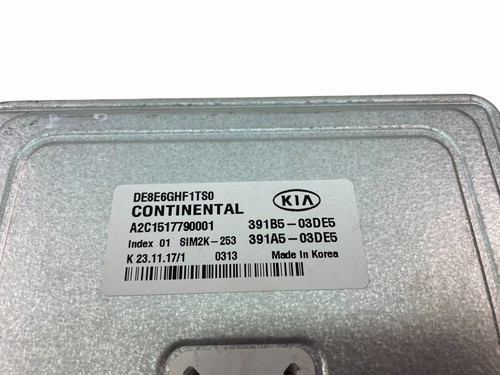 DE8E6GHF1TS0
CONTINENTAL
KIA
A2C1517790001 391B5-03DE5
Index 01 SIM2K-253 391A5-03DE5
K 23.11.17/1 0313 Made in Korea